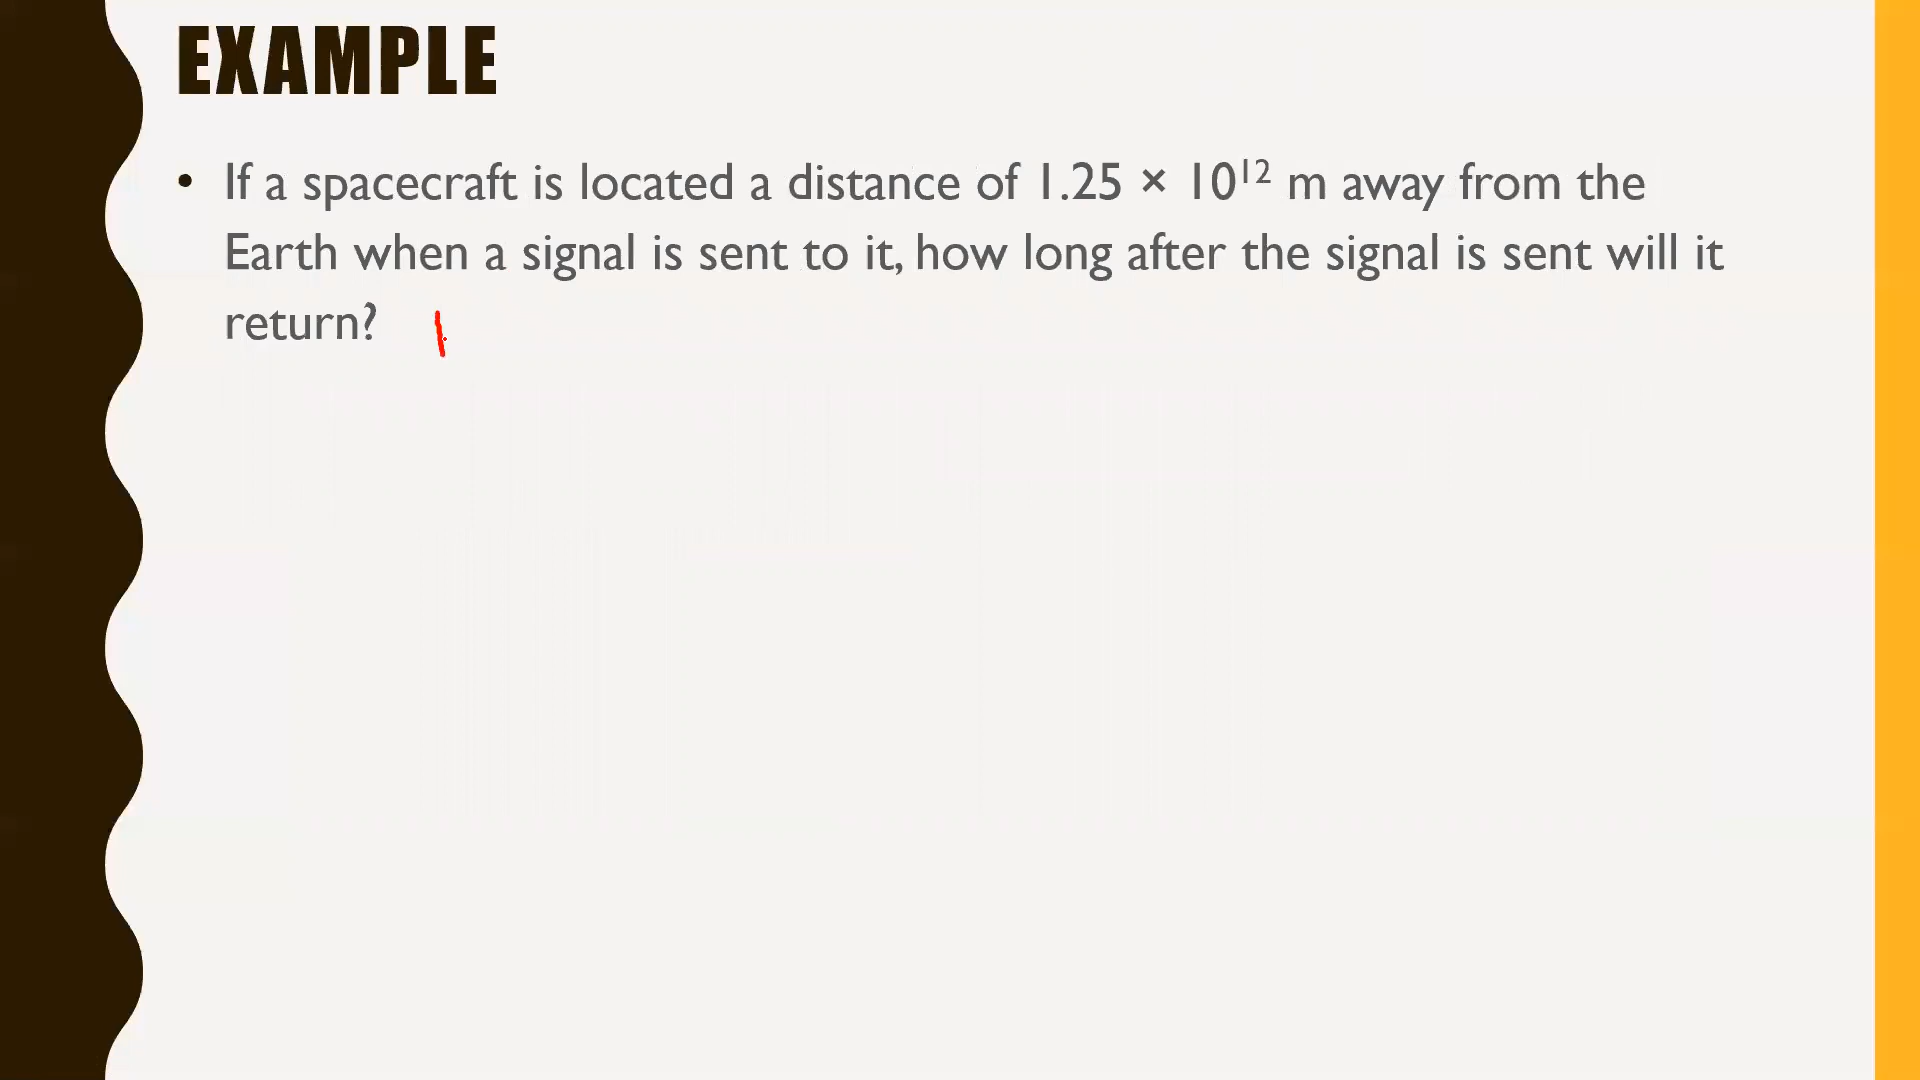 EXAMPLE
• If a spacecraft is located a distance of 1.25 × 10¹² m away from the
Earth when a signal is sent to it, how long after the signal is sent will it
return?